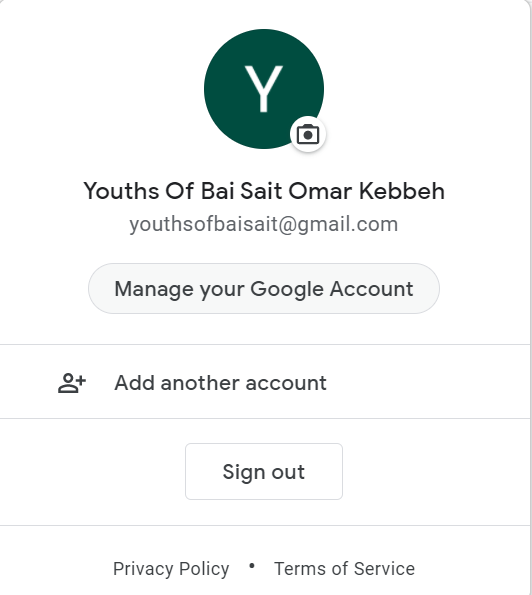 Y
Youths Of Bai Sait Omar Kebbeh
youthsofbaisait@gmail.com
Manage your Google Account
Add another account
Sign out
Privacy Policy • Terms of Service